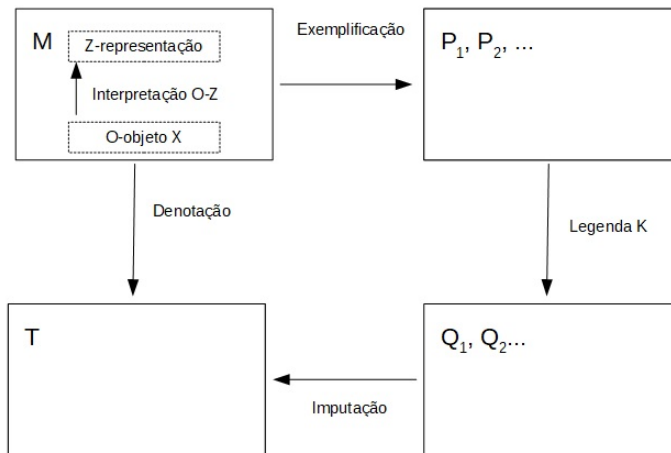 M
Z-representação
Interpretação O-Z
O-objeto X
Exemplificação
P₁, P₂, ...
Denotação
Legenda K
T
Q₁, Q₂...
Imputação